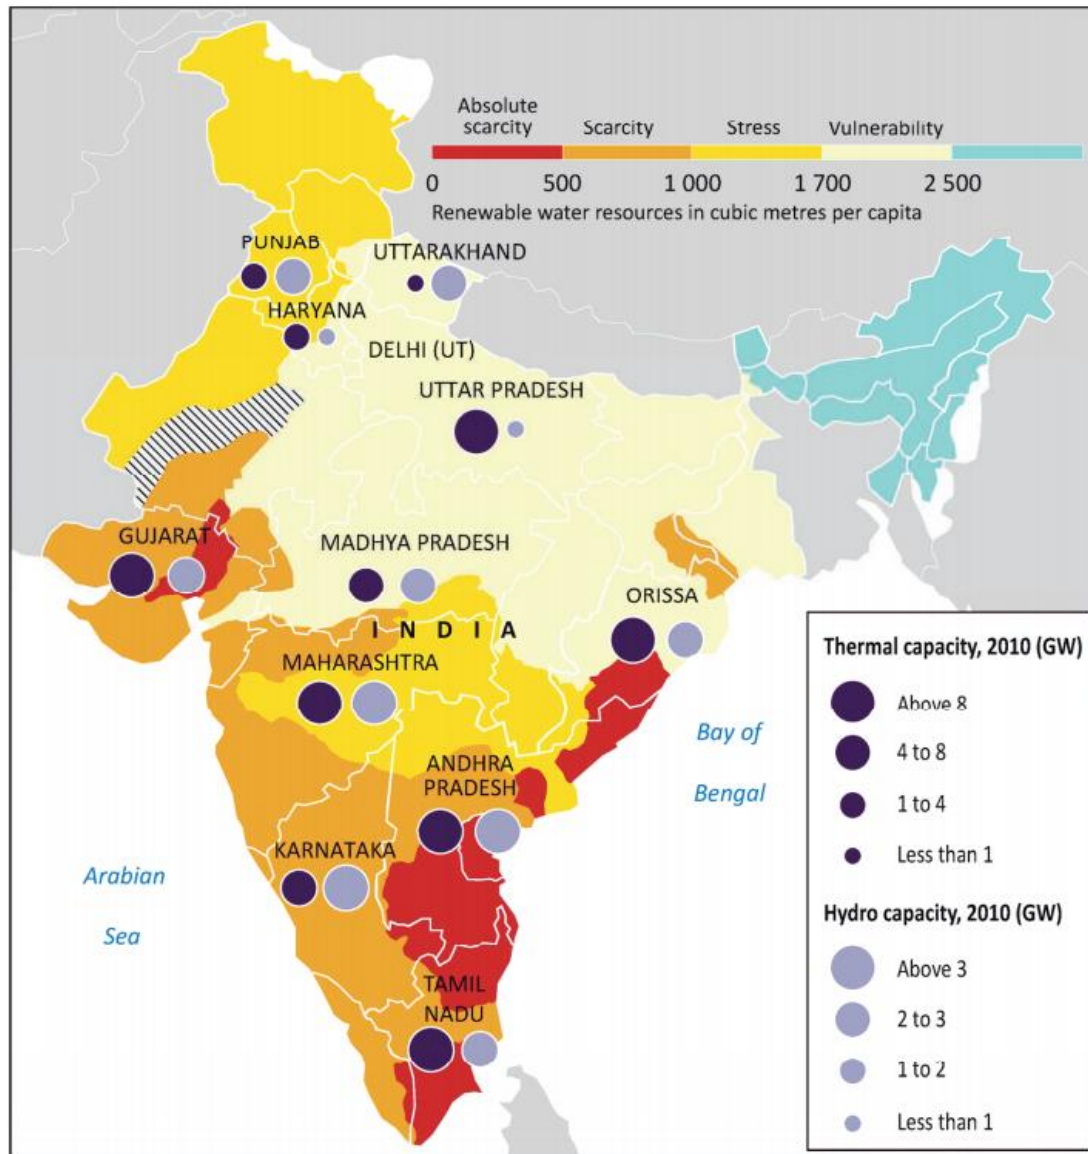 Absolute
scarcity Scarcity Stress Vulnerability
0 500 1 000 1 700 2 500
Renewable water resources in cubic metres per capita
PUNJAB
UTTARAKHAND
HARYANA
DELHI (UT)
UTTAR PRADESH
GUJARAT
MADHYA PRADESH
ORISSA
INDIA
MAHARASHTRA
ANDHRA
PRADESH
KARNATAKA
TAMIL
NADU
Arabian
Sea
Bay of
Bengal
Thermal capacity, 2010 (GW)
Above 8
4 to 8
1 to 4
Less than 1
Hydro capacity, 2010 (GW)
Above 3
2 to 3
1 to 2
Less than 1